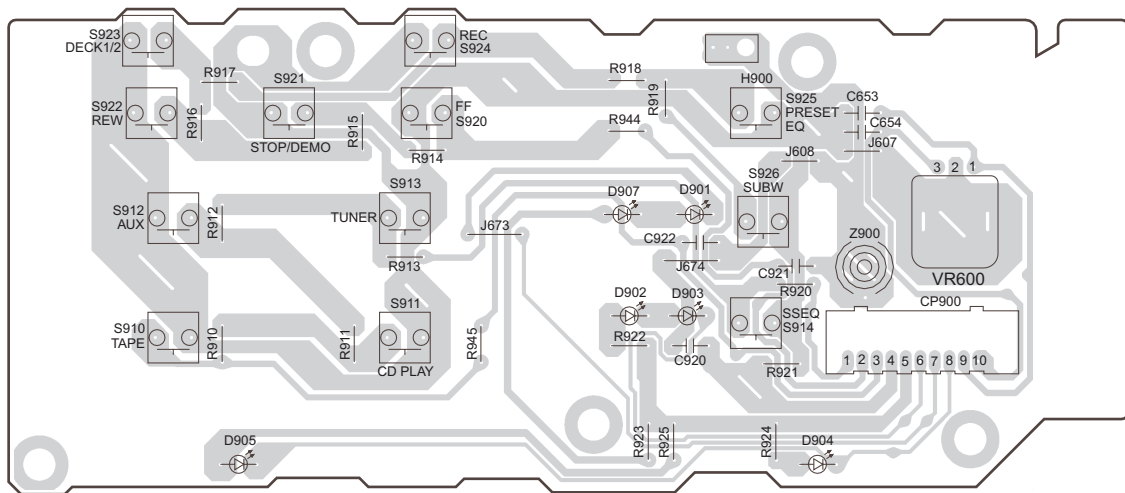 S923
DECK1/2
REC
S924
R917
S921
R918
H900
S922
REW
R916
STOP/DEMO
R915
FF
S920
R914
R919
R944
S925
PRESET
EQ
C653
C654
J607
J608
S912
AUX
R912
S913
TUNER
R913
J673
D907
D901
C922
J674
S926
SUBW
Z900
C921
R920
3 2 1
VR600
CP900
S910
TAPE
R910
R911
S911
CD PLAY
R945
D902
D903
R922
C920
SSEQ
S914
R921
1 2 3 4 5 6 7 8 9 10
D905
R923
R925
R924
D904